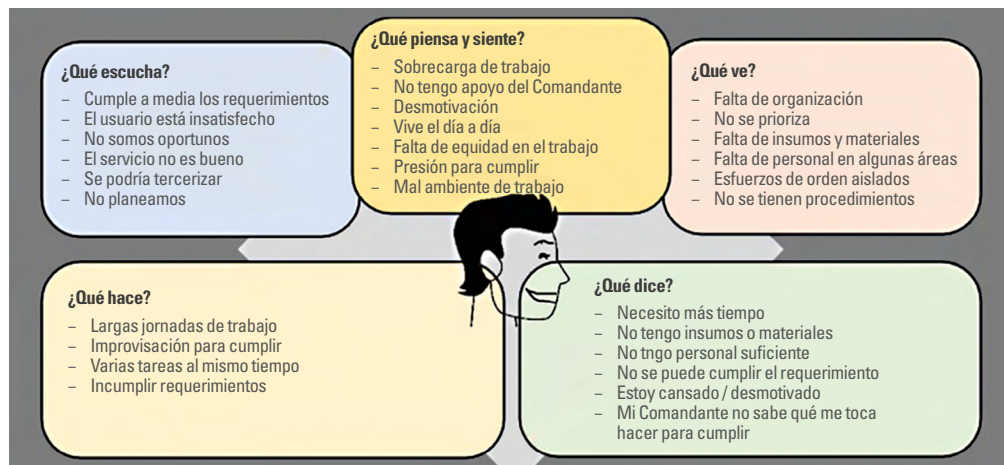 ¿Qué escucha?
– Cumple a media los requerimientos
– El usuario está insatisfecho
– No somos oportunos
– El servicio no es bueno
– Se podría tercerizar
– No planeamos
¿Qué piensa y siente?
– Sobrecarga de trabajo
– No tengo apoyo del Comandante
– Desmotivación
– Vive el día a día
– Falta de equidad en el trabajo
– Presión para cumplir
– Mal ambiente de trabajo
¿Qué ve?
– Falta de organización
– No se prioriza
– Falta de insumos y materiales
– Falta de personal en algunas áreas
– Esfuerzos de orden aislados
– No se tienen procedimientos
¿Qué hace?
– Largas jornadas de trabajo
– Improvisación para cumplir
– Varias tareas al mismo tiempo
– Incumplir requerimientos
¿Qué dice?
– Necesito más tiempo
– No tengo insumos o materiales
– No tngo personal suficiente
– No se puede cumplir el requerimiento
– Estoy cansado / desmotivado
– Mi Comandante no sabe qué me toca
hacer para cumplir